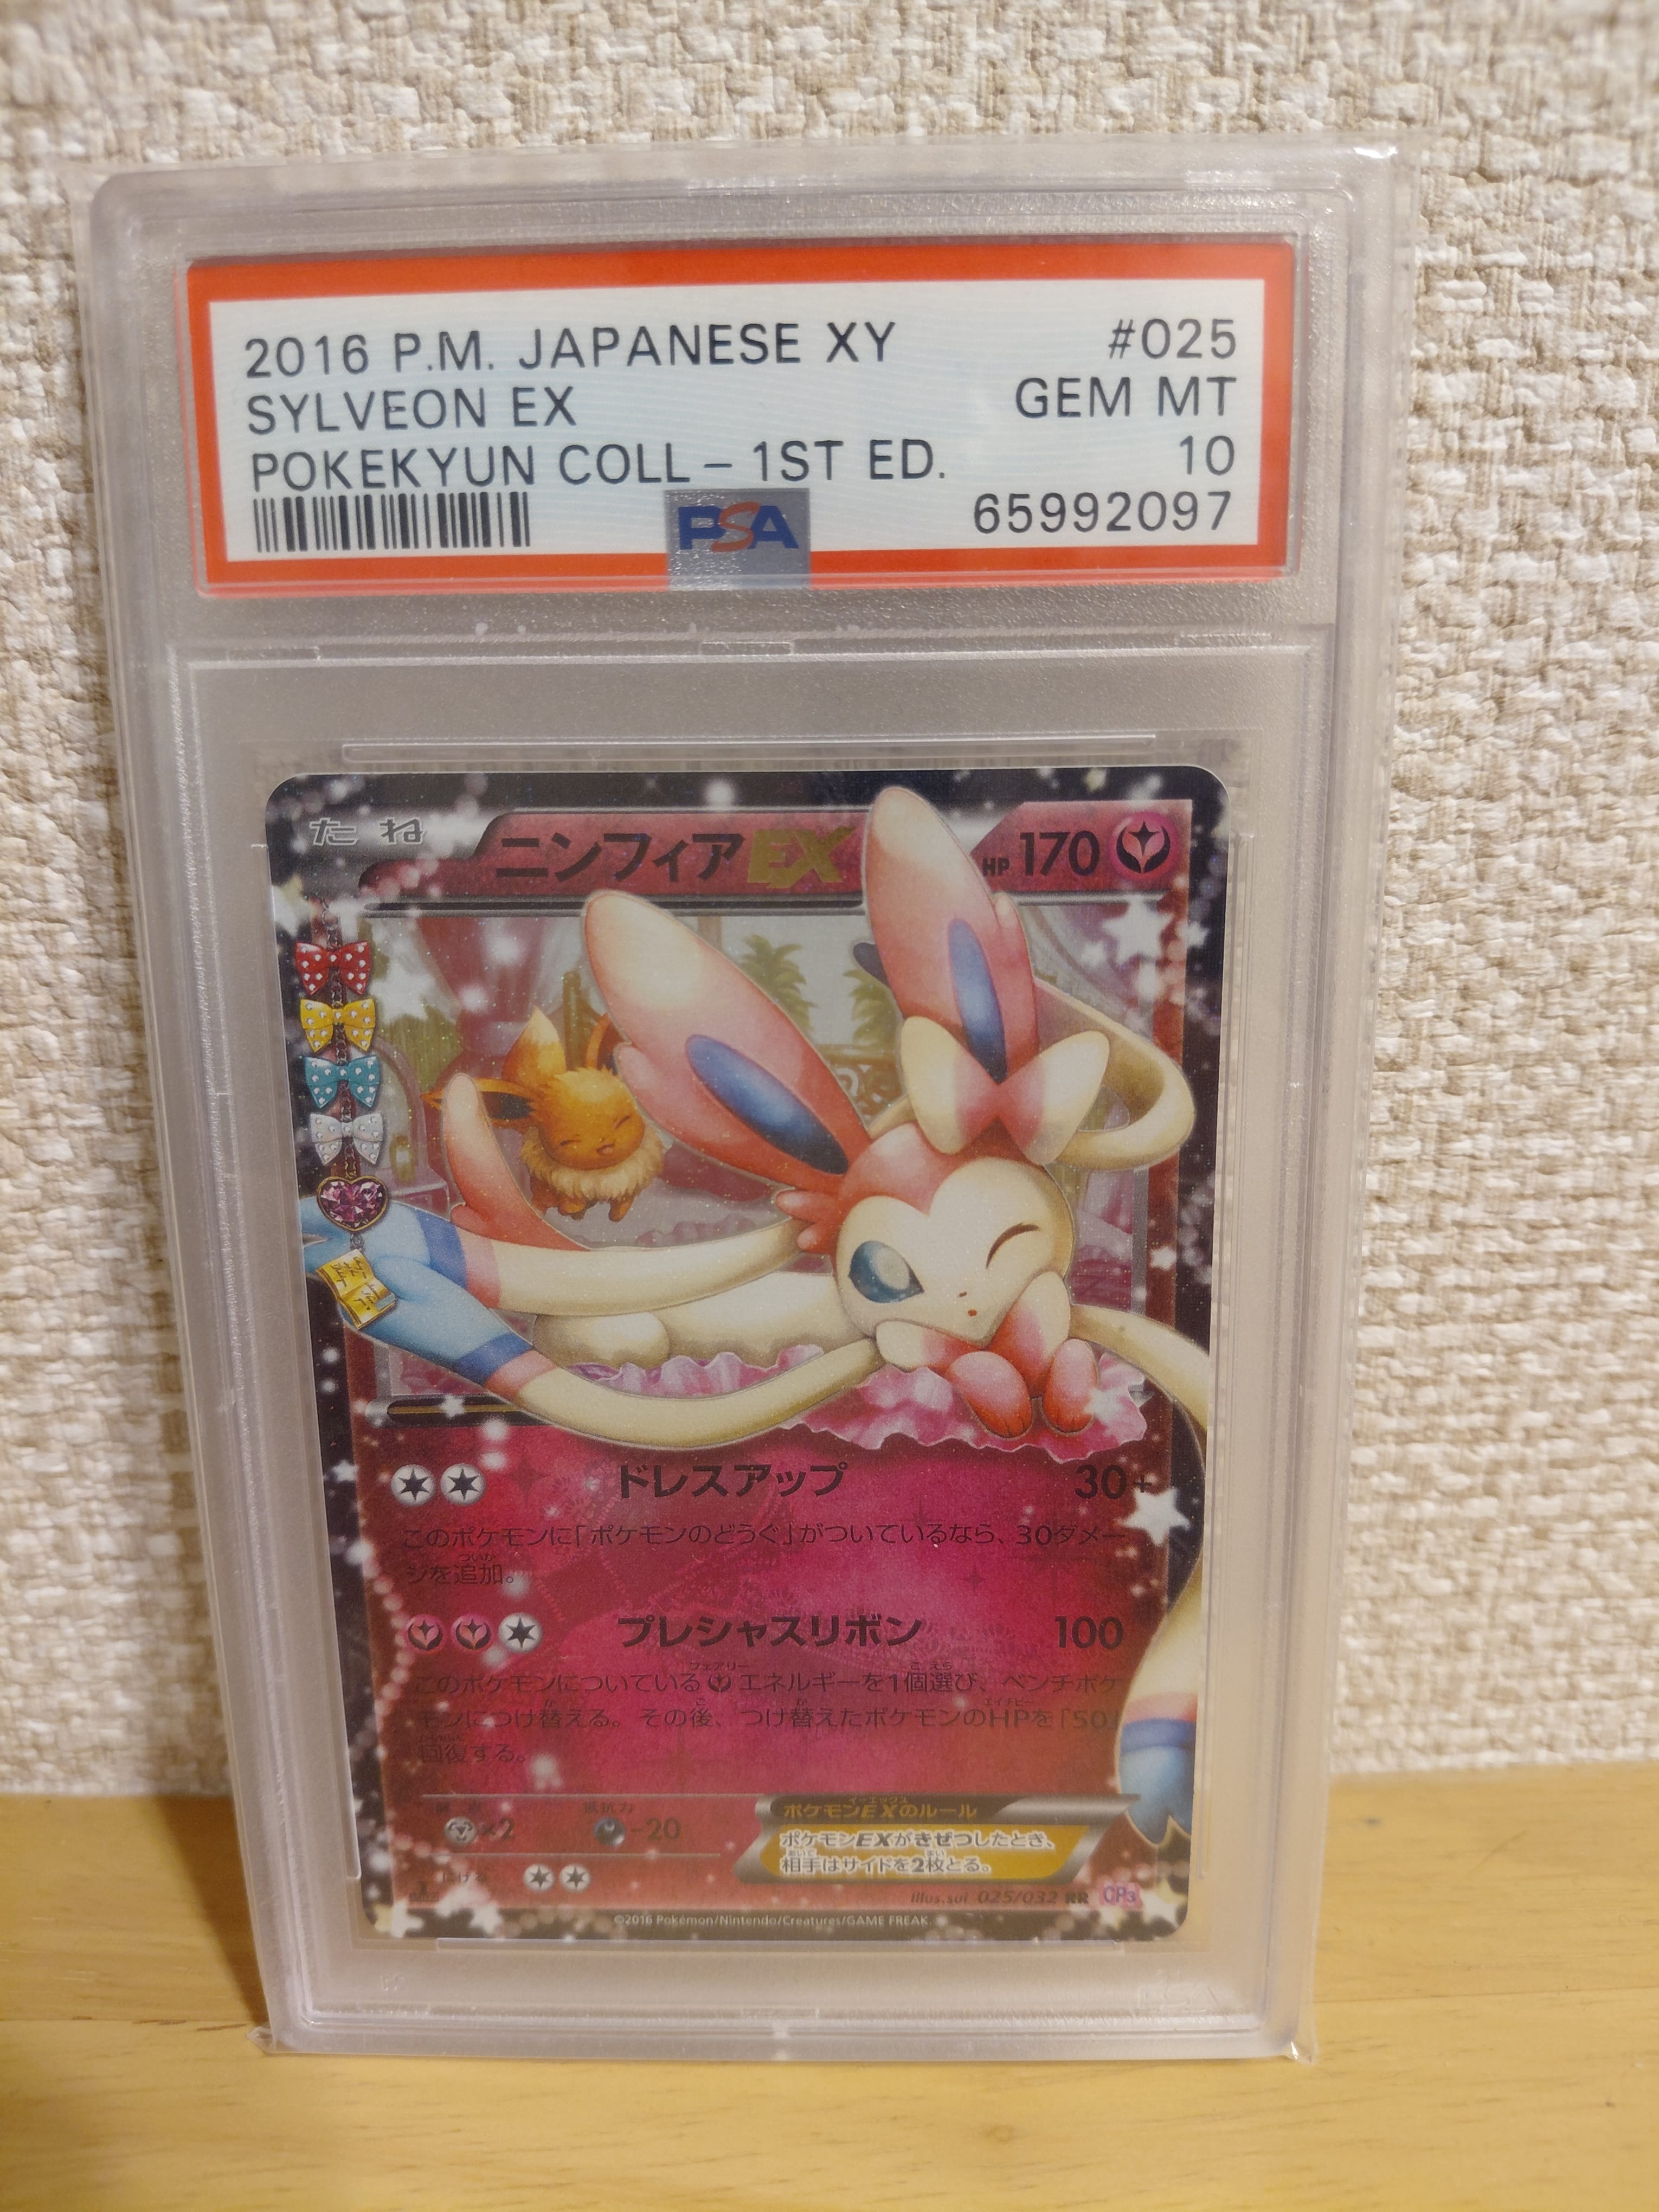 2016 P.M. JAPANESE XY #025
SYLVEON EX GEM MT
POKEKYUN COLL – 1ST ED. 10
PSA 65992097
たね ニンフィアEX HP 170
ドレスアップ 30+
このポケモンに「ポケモンのどうぐ」がついているなら、30ダメー
ジを追加。
プレシャスリボン 100
このポケモンについているエネルギーを1個選び、ベンチポケ
モンにつけ替える。その後、つけ替えたポケモンのHPを「50」
回復する。
抵抗力
×2 -20
ポケモンEXのルール
ポケモンEXがきぜつしたとき、
相手はサイドを2枚とる。
にげる
illus.sui 025/032 RR CP3
©2016 Pokémon/Nintendo/Creatures/GAME FREAK